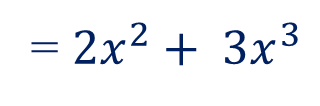 = 2x² + 3x³